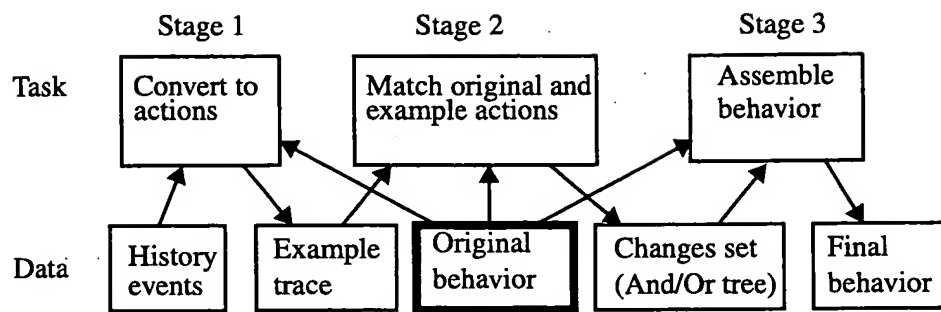 Stage 1
Stage 2
Stage 3
Task
Convert to
actions
Match original and
example actions
Assemble
behavior
Data
History
events
Example
trace
Original
behavior
Changes set
(And/Or tree)
Final
behavior